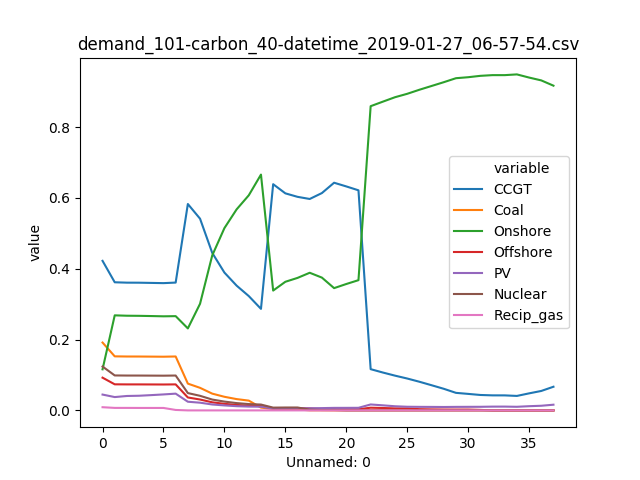 demand_101-carbon_40-datetime_2019-01-27_06-57-54.csv
value
0.8
0.6
0.4
0.2
0.0
variable
CCGT
Coal
Onshore
Offshore
PV
Nuclear
Recip_gas
0 5 10 15 20 25 30 35
Unnamed: 0